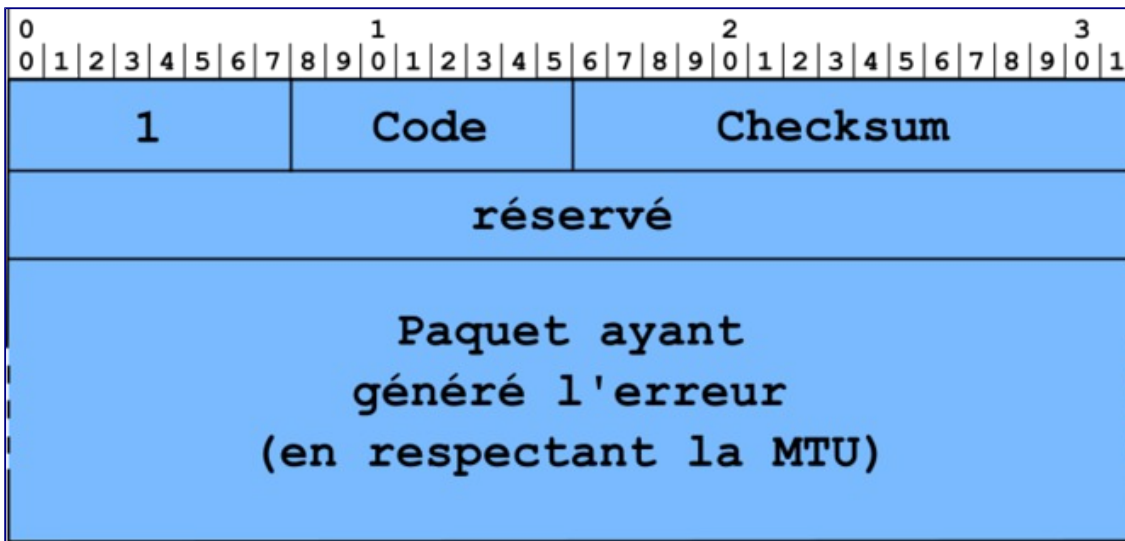 0 1 2 3
0 1 2 3 4 5 6 7 8 9 0 1 2 3 4 5 6 7 8 9 0 1 2 3 4 5 6 7 8 9 0 1
1 Code Checksum
réservé
Paquet ayant
généré l'erreur
(en respectant la MTU)